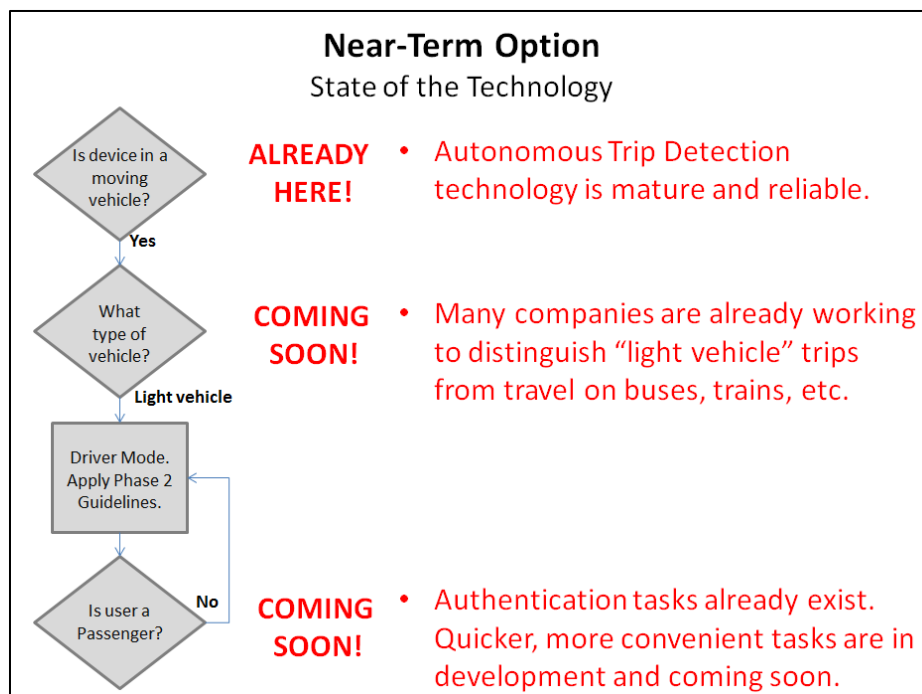 Near-Term Option
State of the Technology
Is device in a
moving
vehicle?
ALREADY
HERE!
• Autonomous Trip Detection
technology is mature and reliable.
Yes
What
type of
vehicle?
COMING
SOON!
• Many companies are already working
to distinguish “light vehicle” trips
from travel on buses, trains, etc.
Light vehicle
Driver Mode.
Apply Phase 2
Guidelines.
Is user a
Passenger?
No
COMING
SOON!
• Authentication tasks already exist.
Quicker, more convenient tasks are in
development and coming soon.